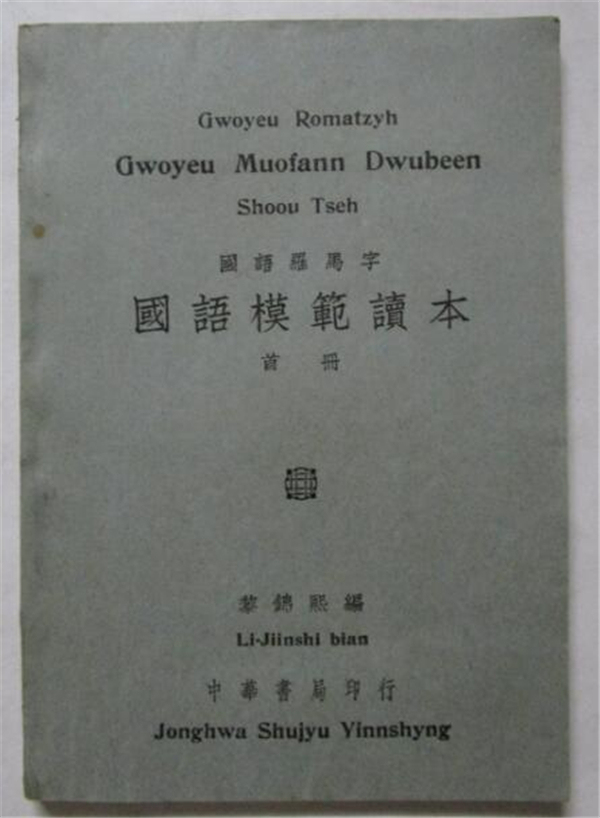 Gwoyeu Romatzyh
Gwoyeu Muofann Dwubeen
Shoou Tseh
國語羅馬字
國語模範讀本
首冊
黎錦熙編
Li-Jiinshi bian
中華書局印行
Jonghwa Shujyu Yinnshyng